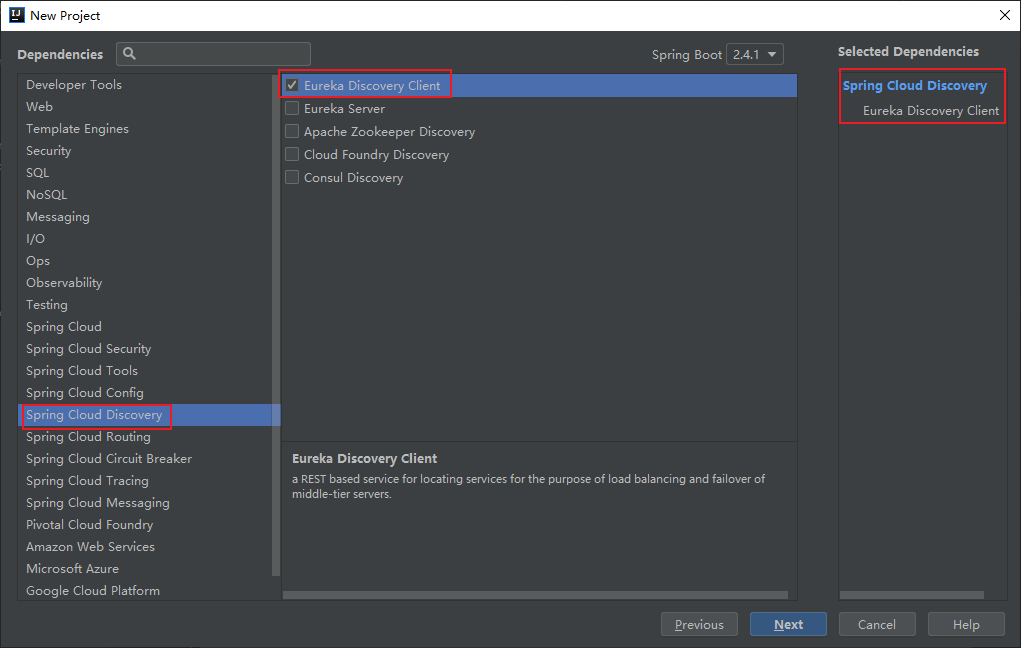 New Project
Dependencies
Spring Boot 2.4.1
Selected Dependencies
Developer Tools
Web
Template Engines
Security
SQL
NoSQL
Messaging
I/O
Ops
Observability
Testing
Spring Cloud
Spring Cloud Security
Spring Cloud Tools
Spring Cloud Config
Spring Cloud Discovery
Spring Cloud Routing
Spring Cloud Circuit Breaker
Spring Cloud Tracing
Spring Cloud Messaging
Pivotal Cloud Foundry
Amazon Web Services
Microsoft Azure
Google Cloud Platform
Eureka Discovery Client
Eureka Server
Apache Zookeeper Discovery
Cloud Foundry Discovery
Consul Discovery
Eureka Discovery Client
a REST based service for locating services for the purpose of load balancing and failover of
middle-tier servers.
Spring Cloud Discovery
Eureka Discovery Client
Previous
Next
Cancel
Help